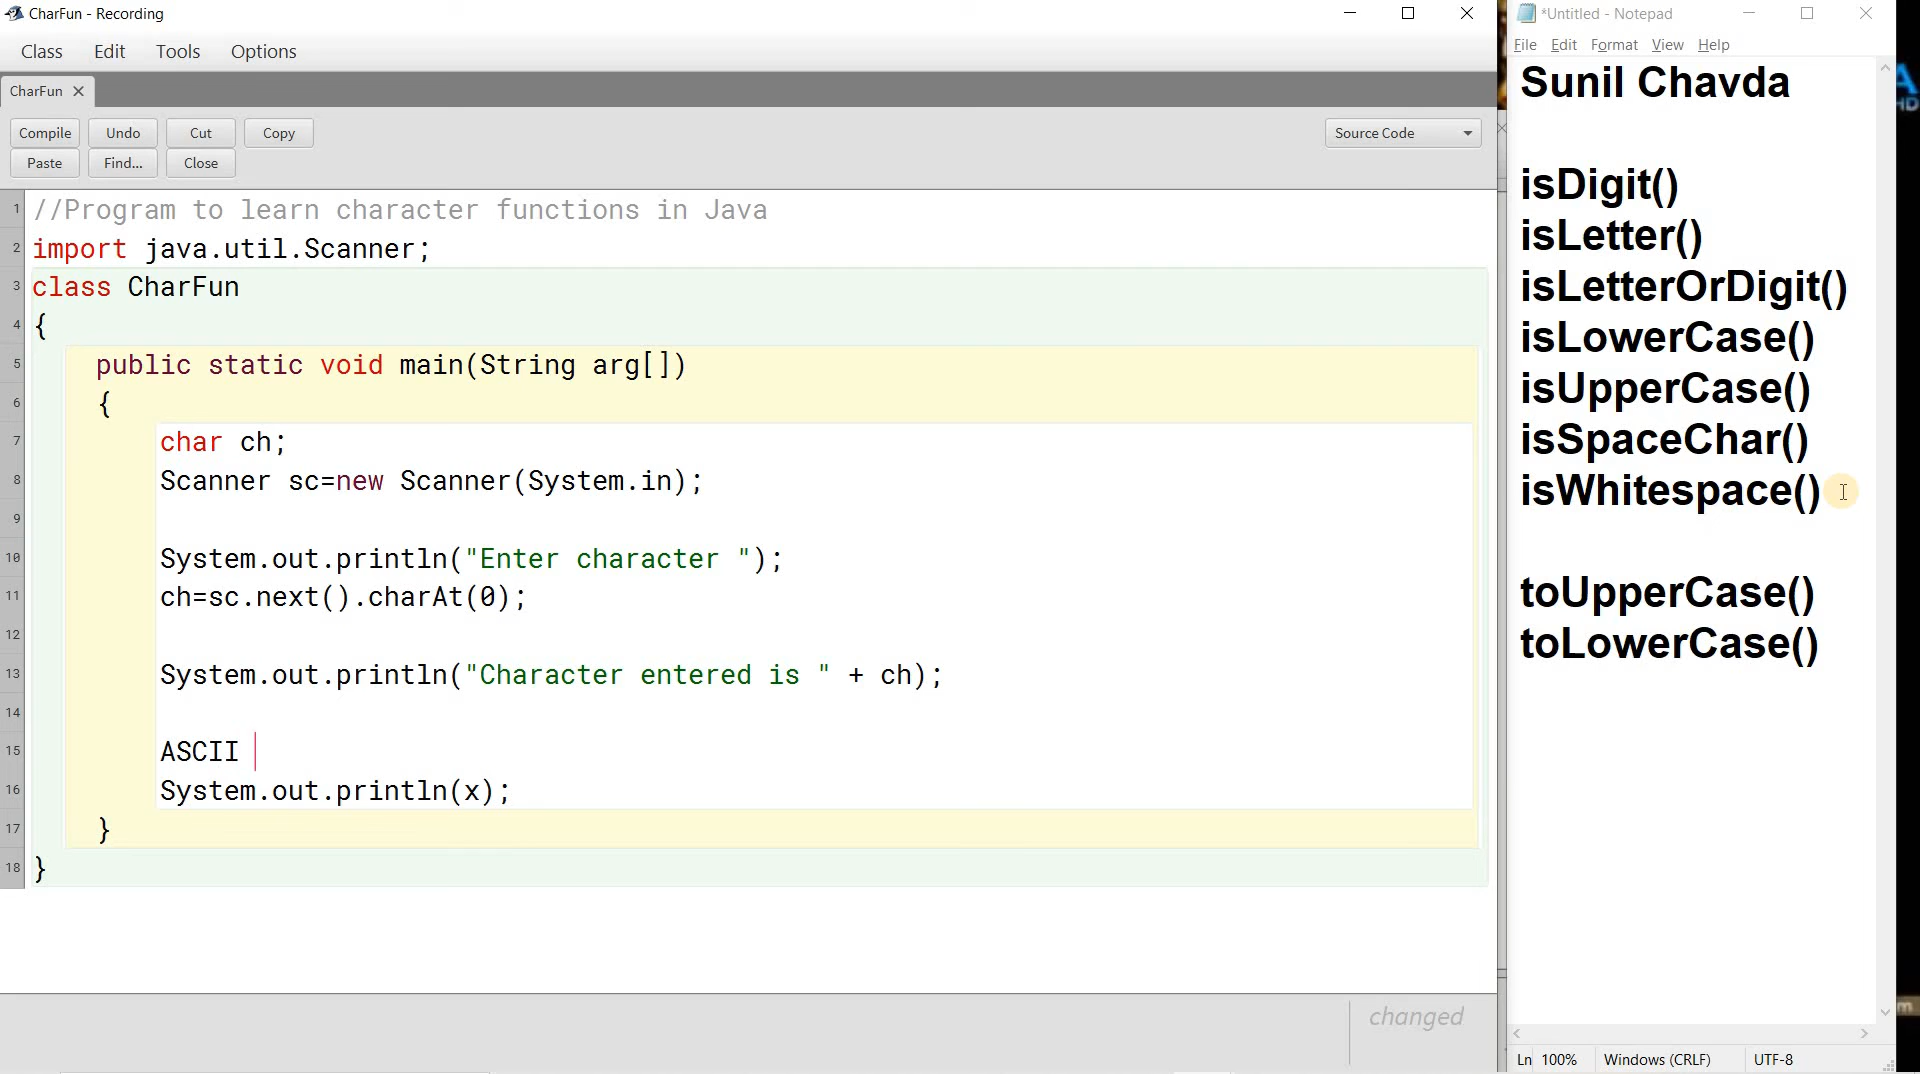 CharFun - Recording
Class Edit Tools Options
CharFun
Compile Undo Cut Copy
Paste Find... Close
Source Code
1 //Program to learn character functions in Java
2 import java.util.Scanner;
3 class CharFun
4 {
5 public static void main(String arg[])
6 {
7 char ch;
8 Scanner sc=new Scanner(System.in);
9
10 System.out.println("Enter character ");
11 ch=sc.next().charAt(0);
12
13 System.out.println("Character entered is " + ch);
14
15 ASCII
16 System.out.println(x);
17 }
18 }
changed
*Untitled - Notepad
File Edit Format View Help
Sunil Chavda
isDigit()
isLetter()
isLetterOrDigit()
isLowerCase()
isUpperCase()
isSpaceChar()
isWhitespace()
toUpperCase()
toLowerCase()
Ln 100% Windows (CRLF) UTF-8
HD